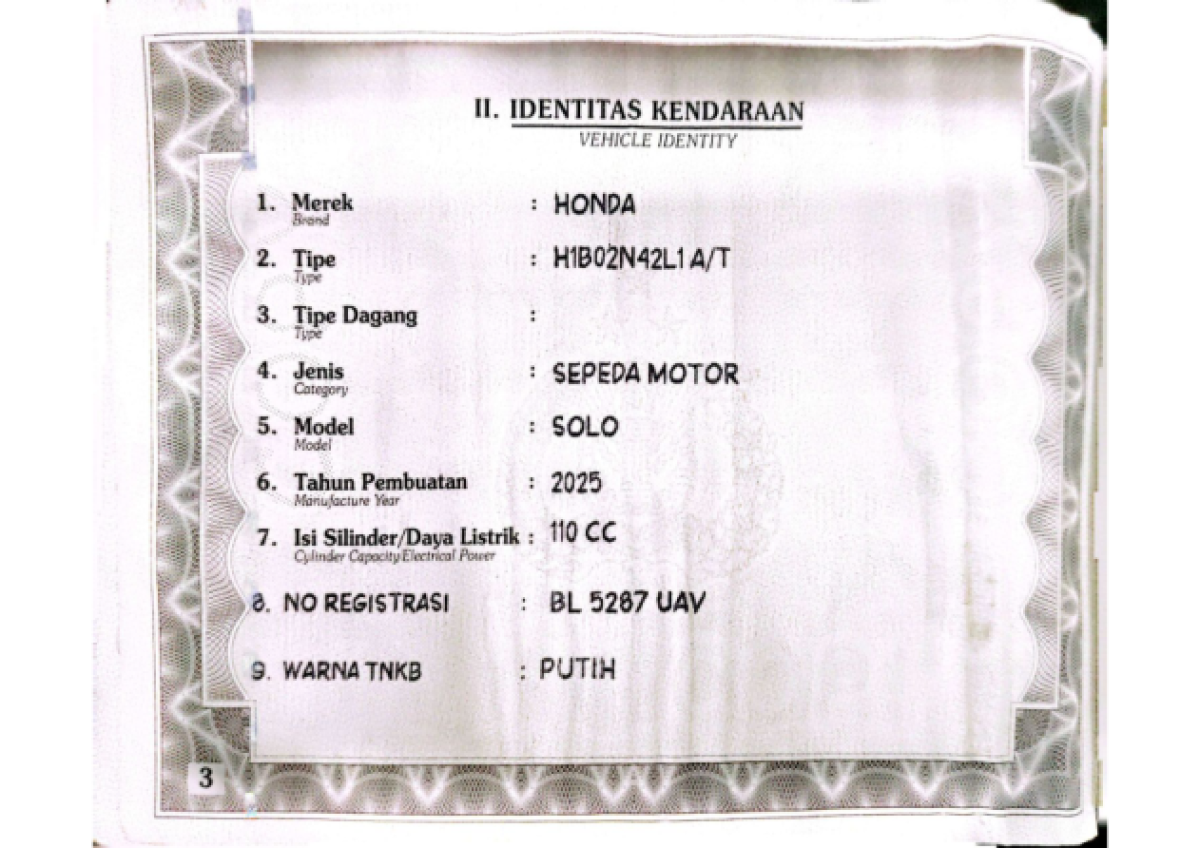 II. IDENTITAS KENDARAAN
VEHICLE IDENTITY
1. Merek : HONDA
Brand
2. Tipe : H1B02N42L1 A/T
Type
3. Tipe Dagang :
Type
4. Jenis : SEPEDA MOTOR
Category
5. Model : SOLO
Model
6. Tahun Pembuatan : 2025
Manufacture Year
7. Isi Silinder/Daya Listrik : 110 CC
Cylinder Capacity/Electrical Power
8. NO REGISTRASI : BL 5287 UAV
9. WARNA TNKB : PUTIH
3